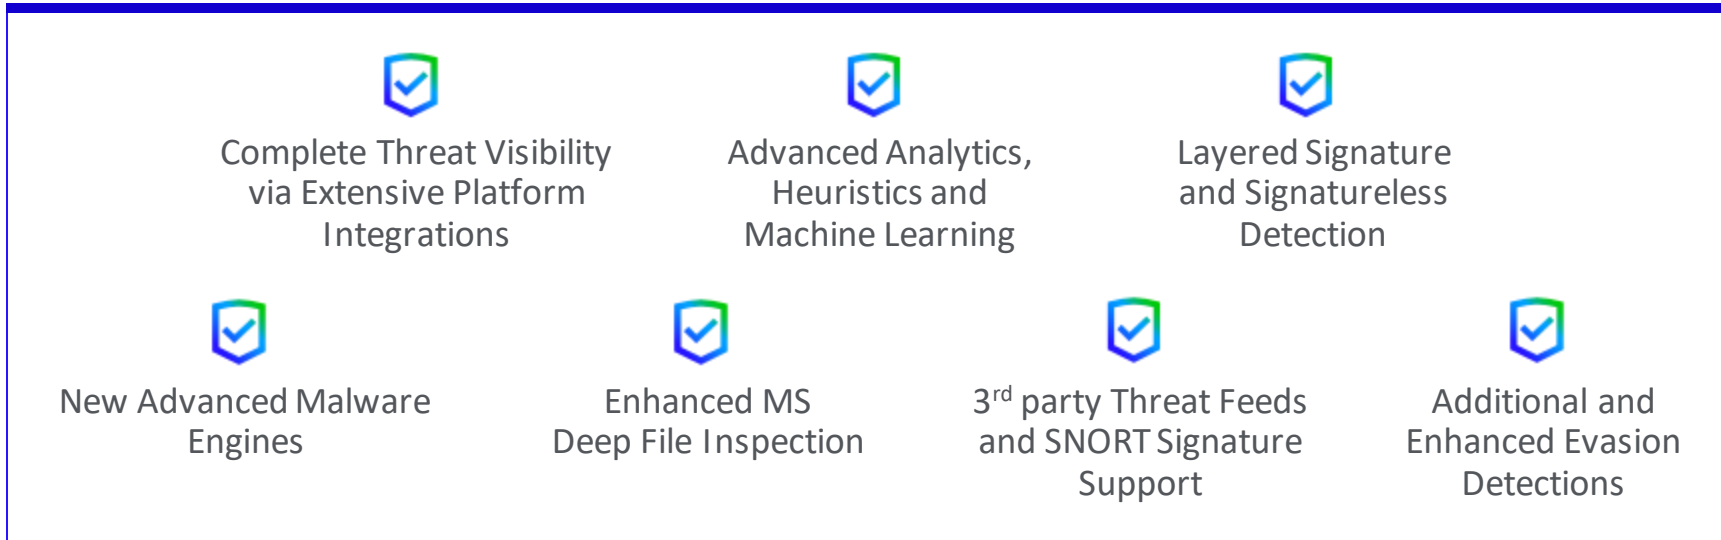 Complete Threat Visibility
via Extensive Platform
Integrations
Advanced Analytics,
Heuristics and
Machine Learning
Layered Signature
and Signatureless
Detection
New Advanced Malware
Engines
Enhanced MS
Deep File Inspection
3rd party Threat Feeds
and SNORT Signature
Support
Additional and
Enhanced Evasion
Detections